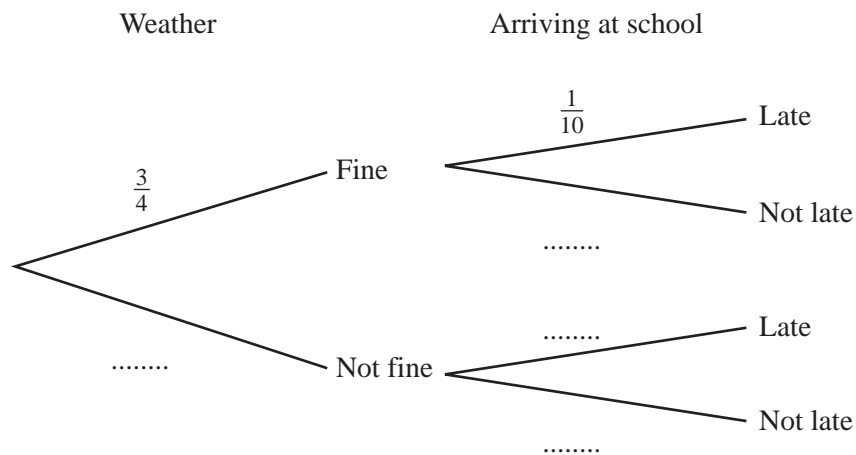 Weather Arriving at school
1/10
Late
3/4
Fine
Not late
........
........
Late
........
Not fine
Not late
........